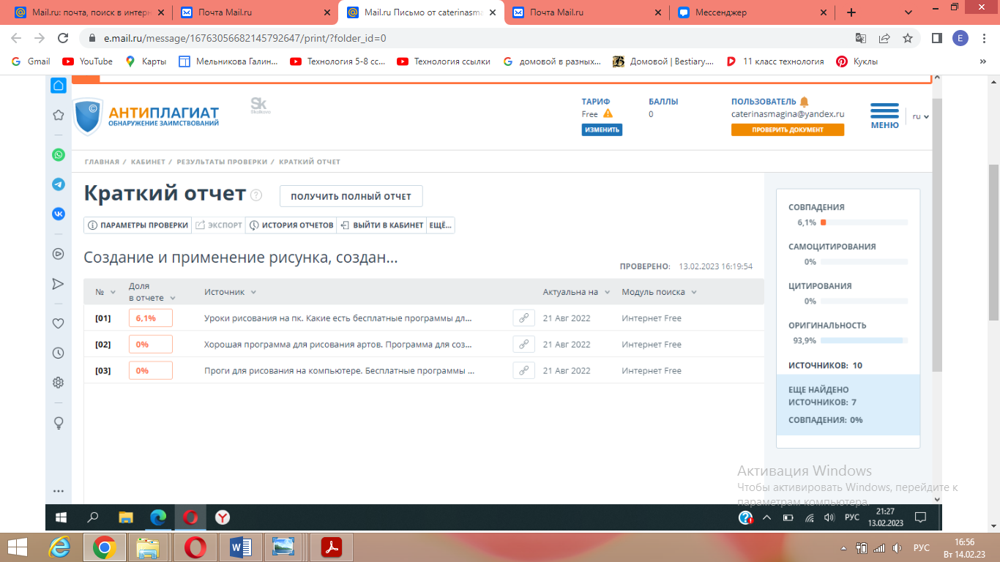 Mail.ru: почта, поиск в интерн
Почта Mail.ru
Mail.ru Письмо от caterinasma
Почта Mail.ru
Мессенджер
e.mail.ru/message/16763056682145792647/print/?folder_id=0
E
Gmail
YouTube
Карты
Мельникова Галин...
Технология 5-8 сс...
Технология ссылки
домовой в разных...
Домовой | Bestiary....
11 класс технология
Куклы
»
АНТИПЛАГИАТ
ОБНАРУЖЕНИЕ ЗАИМСТВОВАНИЙ
Sk
Skolkovo
ТАРИФ
Free
ИЗМЕНИТЬ
БАЛЛЫ
0
ПОЛЬЗОВАТЕЛЬ
caterinasmagina@yandex.ru
ПРОВЕРИТЬ ДОКУМЕНТ
МЕНЮ
ru
ГЛАВНАЯ / КАБИНЕТ / РЕЗУЛЬТАТЫ ПРОВЕРКИ / КРАТКИЙ ОТЧЕТ
Краткий отчет ?
ПОЛУЧИТЬ ПОЛНЫЙ ОТЧЕТ
ПАРАМЕТРЫ ПРОВЕРКИ ЭКСПОРТ ИСТОРИЯ ОТЧЕТОВ ВЫЙТИ В КАБИНЕТ ЕЩЁ...
Создание и применение рисунка, создан...
ПРОВЕРЕНО: 13.02.2023 16:19:54
№ Доля в отчете Источник Актуальна на Модуль поиска
[01] 6,1% Уроки рисования на пк. Какие есть бесплатные программы дл... 21 Авг 2022 Интернет Free
[02] 0% Хорошая программа для рисования артов. Программа для соз... 21 Авг 2022 Интернет Free
[03] 0% Проги для рисования на компьютере. Бесплатные программы ... 21 Авг 2022 Интернет Free
СОВПАДЕНИЯ
6,1%
САМОЦИТИРОВАНИЯ
0%
ЦИТИРОВАНИЯ
0%
ОРИГИНАЛЬНОСТЬ
93,9%
ИСТОЧНИКОВ: 10
ЕЩЕ НАЙДЕНО
ИСТОЧНИКОВ: 7
СОВПАДЕНИЯ: 0%
Активация Windows
Чтобы активировать Windows, перейдите к
параметрам компьютера.
РУС
21:27
13.02.2023
РУС
16:56
Вт 14.02.23